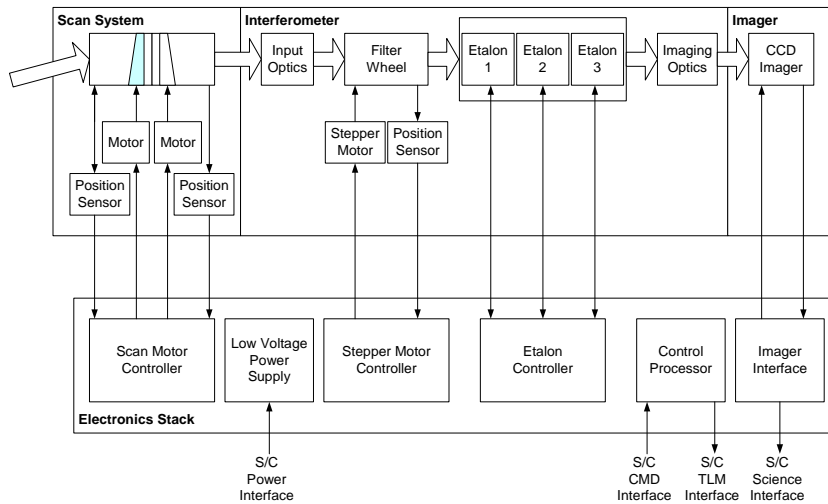 Scan System
Interferometer
Imager
Input
Optics
Filter
Wheel
Etalon
1
Etalon
2
Etalon
3
Imaging
Optics
CCD
Imager
Motor
Motor
Stepper
Motor
Position
Sensor
Position
Sensor
Position
Sensor
Scan Motor
Controller
Low Voltage
Power
Supply
Stepper Motor
Controller
Etalon
Controller
Control
Processor
Imager
Interface
Electronics Stack
S/C
Power
Interface
S/C
CMD
Interface
S/C
TLM
Interface
S/C
Science
Interface